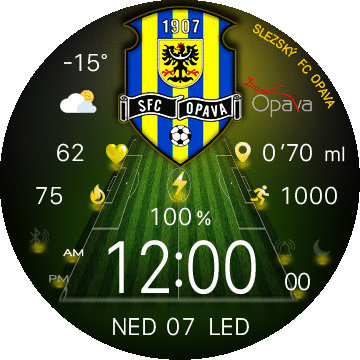 1907
SFC OPAVA
SLEZSKÝ FC OPAVA
-15°
Opava
62
0'70 ml
75
1000
100%
AM
12:00
PM
00
NED 07 LED